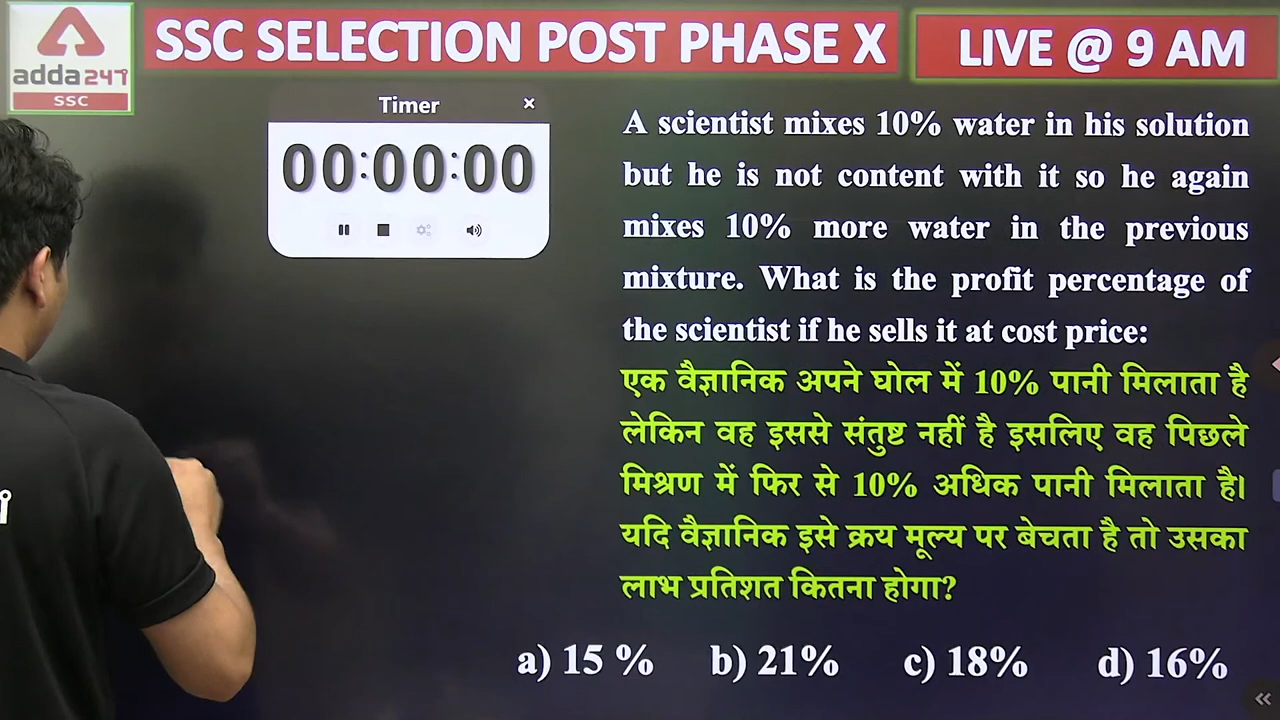 SSC SELECTION POST PHASE X
LIVE @ 9 AM
adda247
SSC
Timer
00:00:00
A scientist mixes 10% water in his solution
but he is not content with it so he again
mixes 10% more water in the previous
mixture. What is the profit percentage of
the scientist if he sells it at cost price:
एक वैज्ञानिक अपने घोल में 10% पानी मिलाता है
लेकिन वह इससे संतुष्ट नहीं है इसलिए वह पिछले
मिश्रण में फिर से 10% अधिक पानी मिलाता है।
यदि वैज्ञानिक इसे क्रय मूल्य पर बेचता है तो उसका
लाभ प्रतिशत कितना होगा?
a) 15 % b) 21% c) 18% d) 16%